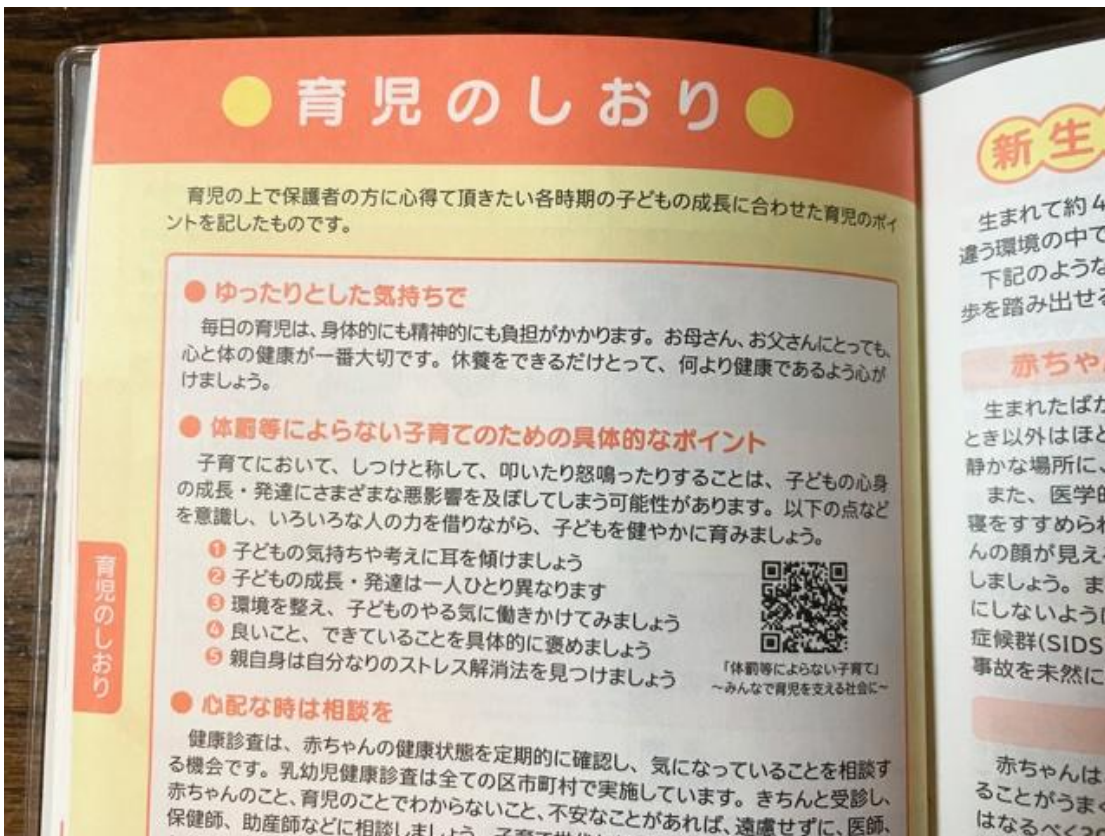 育児のしおり
育児の上で保護者の方に心得て頂きたい各時期の子どもの成長に合わせた育児のポイ
ントを記したものです。
● ゆったりとした気持ちで
毎日の育児は、身体的にも精神的にも負担がかかります。お母さん、お父さんにとっても、
心と体の健康が一番大切です。休養をできるだけとって、何より健康であるよう心が
けましょう。
● 体罰等によらない子育てのための具体的なポイント
子育てにおいて、しつけと称して、叩いたり怒鳴ったりすることは、子どもの心身
の成長・発達にさまざまな悪影響を及ぼしてしまう可能性があります。以下の点など
を意識し、いろいろな人の力を借りながら、子どもを健やかに育みましょう。
❶ 子どもの気持ちや考えに耳を傾けましょう
❷ 子どもの成長・発達は一人ひとり異なります
❸ 環境を整え、子どものやる気に働きかけてみましょう
❹ 良いこと、できていることを具体的に褒めましょう
❺ 親自身は自分なりのストレス解消法を見つけましょう
「体罰等によらない子育て」
〜みんなで育児を支える社会に〜
● 心配な時は相談を
健康診査は、赤ちゃんの健康状態を定期的に確認し、気になっていることを相談す
る機会です。乳幼児健康診査は全ての区市町村で実施しています。きちんと受診し、
赤ちゃんのこと、育児のことでわからないこと、不安なことがあれば、遠慮せずに、医師、
保健師、助産師などに相談しましょう。子育て世代
育児のしおり
新生
生まれて約4
違う環境の中で
下記のような
歩を踏み出せる
赤ちゃん
生まれたばか
とき以外はほと
静かな場所に、
また、医学的
寝をすすめられ
んの顔が見え
しましょう。ま
にしないように
症候群(SIDS
事故を未然に
赤ちゃんは
ることがうまく
はなるべく